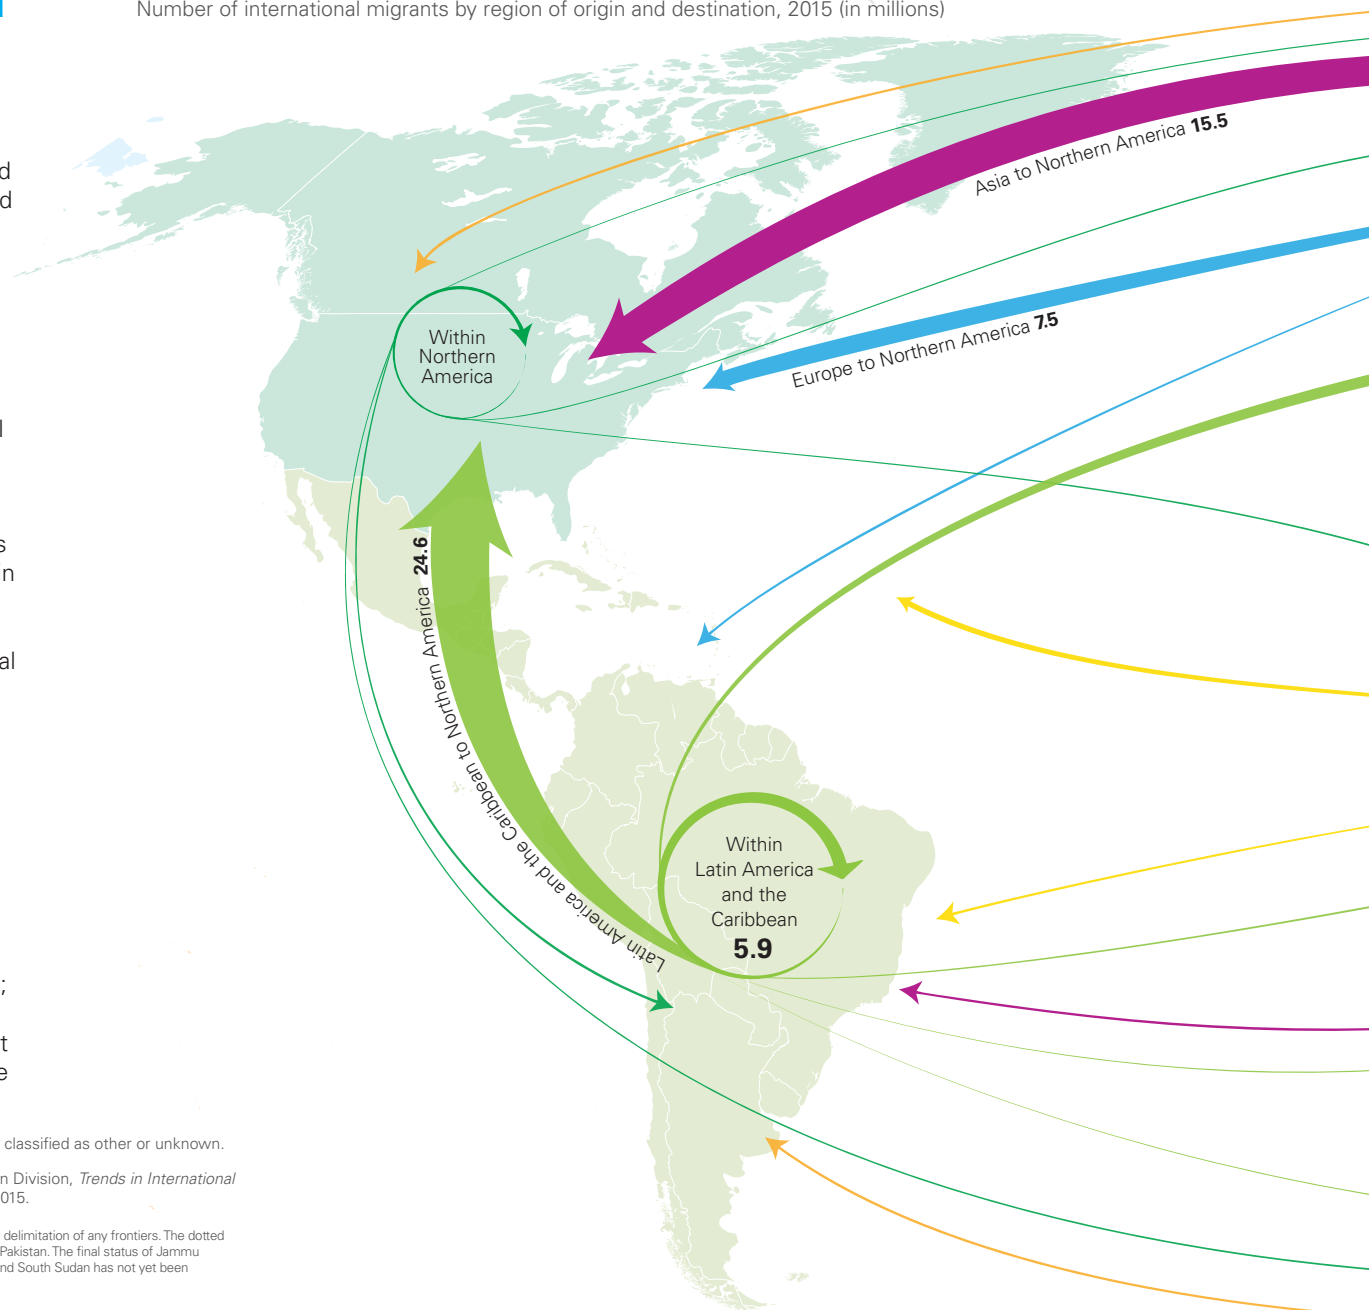 Number of international migrants by region of origin and destination, 2015 (in millions)
d
d
l
s
n
al
;
t
e
Asia to Northern America 15.5
Europe to Northern America 7.5
Within
Northern
America
Latin America and the Caribbean to Northern America 24.6
Within
Latin America
and the
Caribbean
5.9
classified as other or unknown.
n Division, Trends in International
015.
delimitation of any frontiers. The dotted
Pakistan. The final status of Jammu
nd South Sudan has not yet been